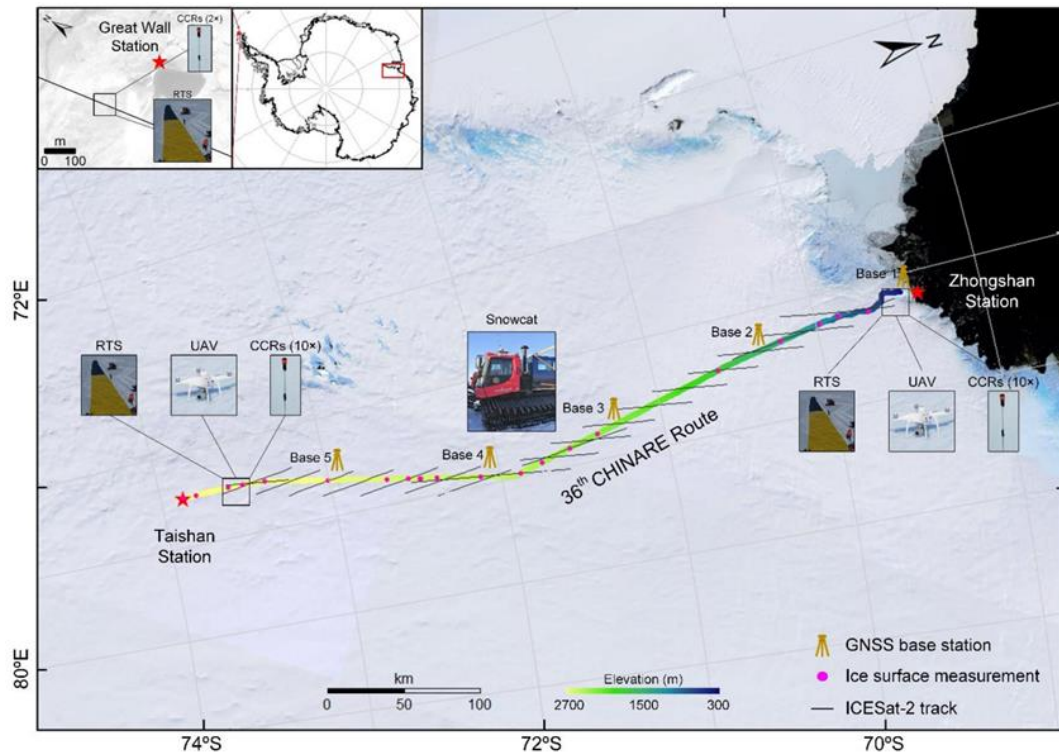 CCRs (2×)
Great Wall
Station
RTS
m
0 100
N
72°E
Base 1
Zhongshan
Station
Base 2
Snowcat
RTS
UAV
CCRs (10×)
RTS
UAV
CCRs (10×)
Base 3
36th CHINARE Route
Base 5
Base 4
Taishan
Station
GNSS base station
km
Elevation (m)
Ice surface measurement
0 50 100
2700 1500 300
ICESat-2 track
80°E
74°S
72°S
70°S